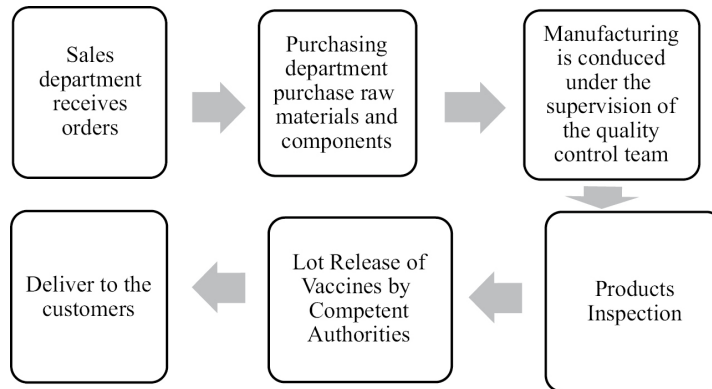 Sales
department
receives
orders
Purchasing
department
purchase raw
materials and
components
Manufacturing
is conduced
under the
supervision of
the quality
control team
Products
Inspection
Lot Release of
Vaccines by
Competent
Authorities
Deliver to the
customers